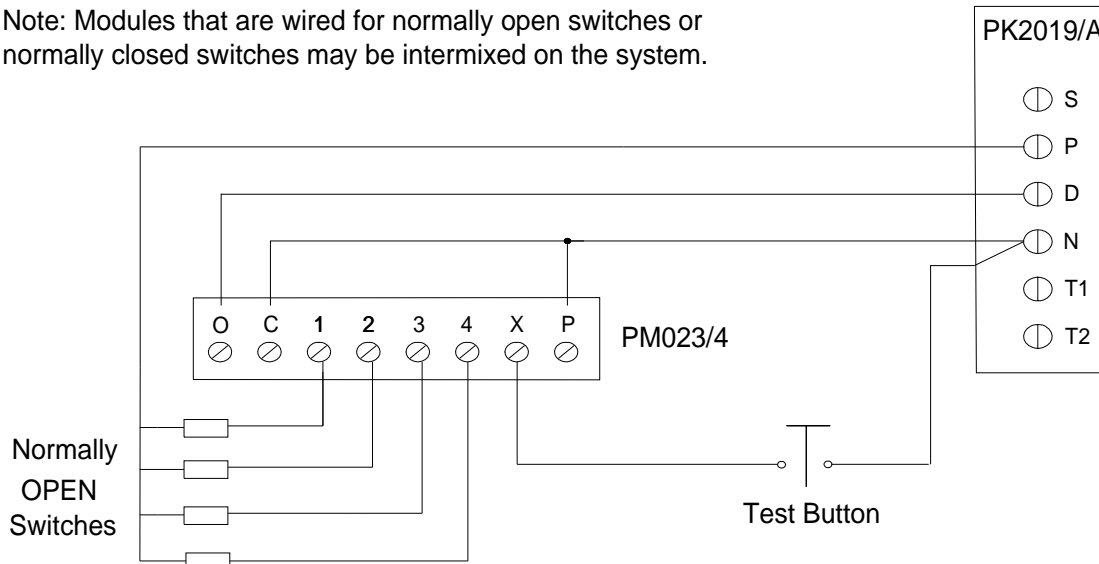 Note: Modules that are wired for normally open switches or
normally closed switches may be intermixed on the system.
PK2019/A
S
P
D
N
T1
T2
O C 1 2 3 4 X P
PM023/4
Normally
OPEN
Switches
Test Button